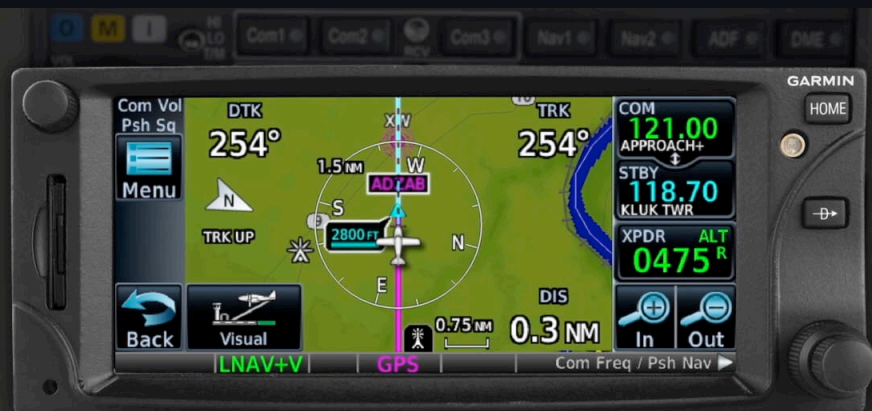 O M I
HI
LO
T/M
Com1
Com2
RCV
Com3
Nav1
Nav2
ADF
DME
VOL
GARMIN
HOME
Com Vol
Psh Sq
Menu
Back
DTK
254°
N
TRK UP
Visual
1.5 NM
W
S
N
E
ADZAB
2800 FT
9
0.75 NM
TRK
254°
DIS
0.3 NM
COM
121.00
APPROACH+
STBY
118.70
KLUK TWR
XPDR ALT
0475 R
In
Out
D
LNAV+V
GPS
Com Freq / Psh Nav